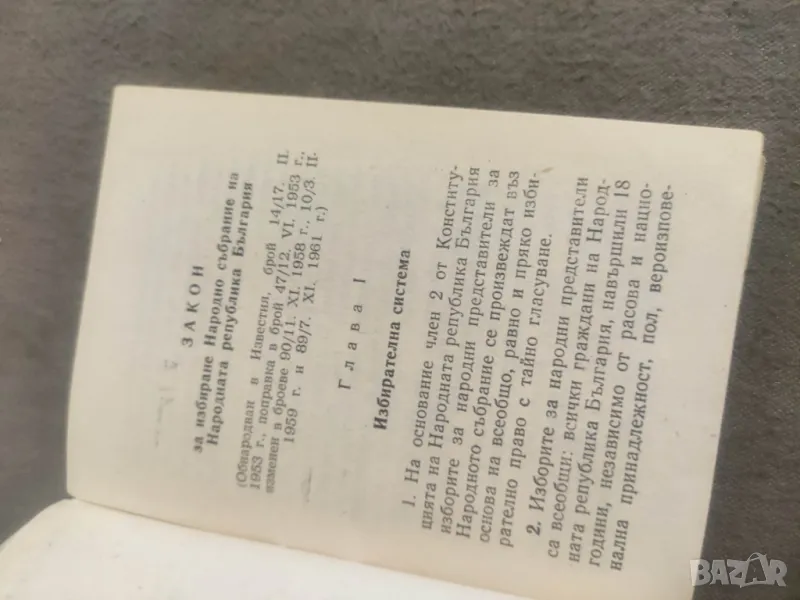 ЗАКОН
за избиране Народно събрание на
Народната република България
(Обнародван в Известия, брой 14/17. II.
1953 г., поправка в брой 47/12. VI. 1953 г.,
изменен в броеве 90/11. XI. 1958 г., 10/3. II.
1959 г. и 89/7. XI. 1961 г.)
Глава I
Избирателна система
1. На основание член 2 от Конститу-
цията на Народната република България
изборите за народни представители за
Народното събрание се произвеждат въз
основа на всеобщо, равно и пряко изби-
рателно право с тайно гласуване.
2. Изборите за народни представители
са всеобщи: всички граждани на Народ-
ната република България, навършили 18
години, независимо от расова и нацио-
нална принадлежност, пол, вероизпове-
BAZAR